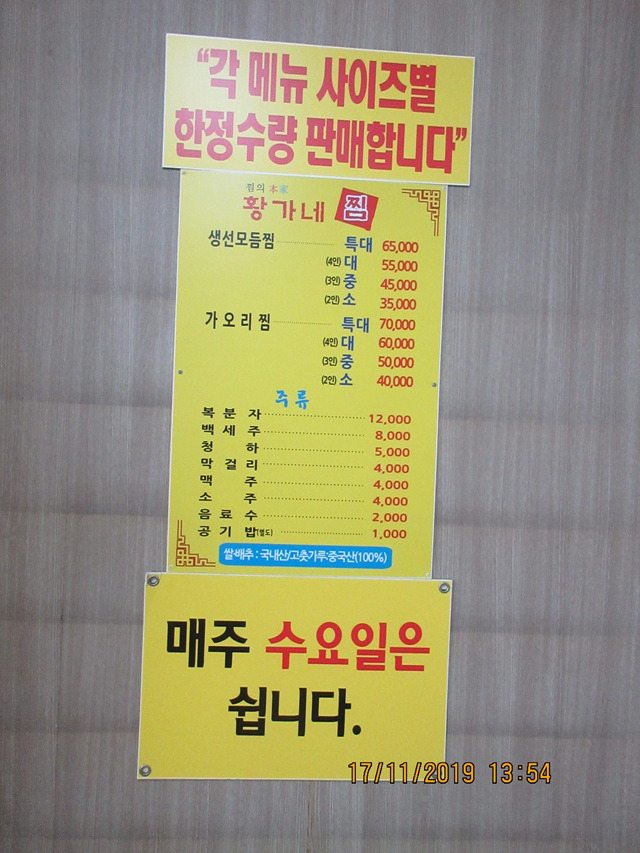 “각 메뉴 사이즈별
한정수량 판매합니다”
찜의 本家
황가네 찜
생선모듬찜 특대 65,000
(4인) 대 55,000
(3인) 중 45,000
(2인) 소 35,000
가오리찜 특대 70,000
(4인) 대 60,000
(3인) 중 50,000
(2인) 소 40,000
주류
복분자 12,000
백세주 8,000
청하 5,000
막걸리 4,000
맥주 4,000
소주 4,000
음료수 2,000
공기밥(별도) 1,000
쌀·배추 : 국내산/고춧가루:중국산(100%)
매주 수요일은
쉽니다.
17/11/2019 13:54